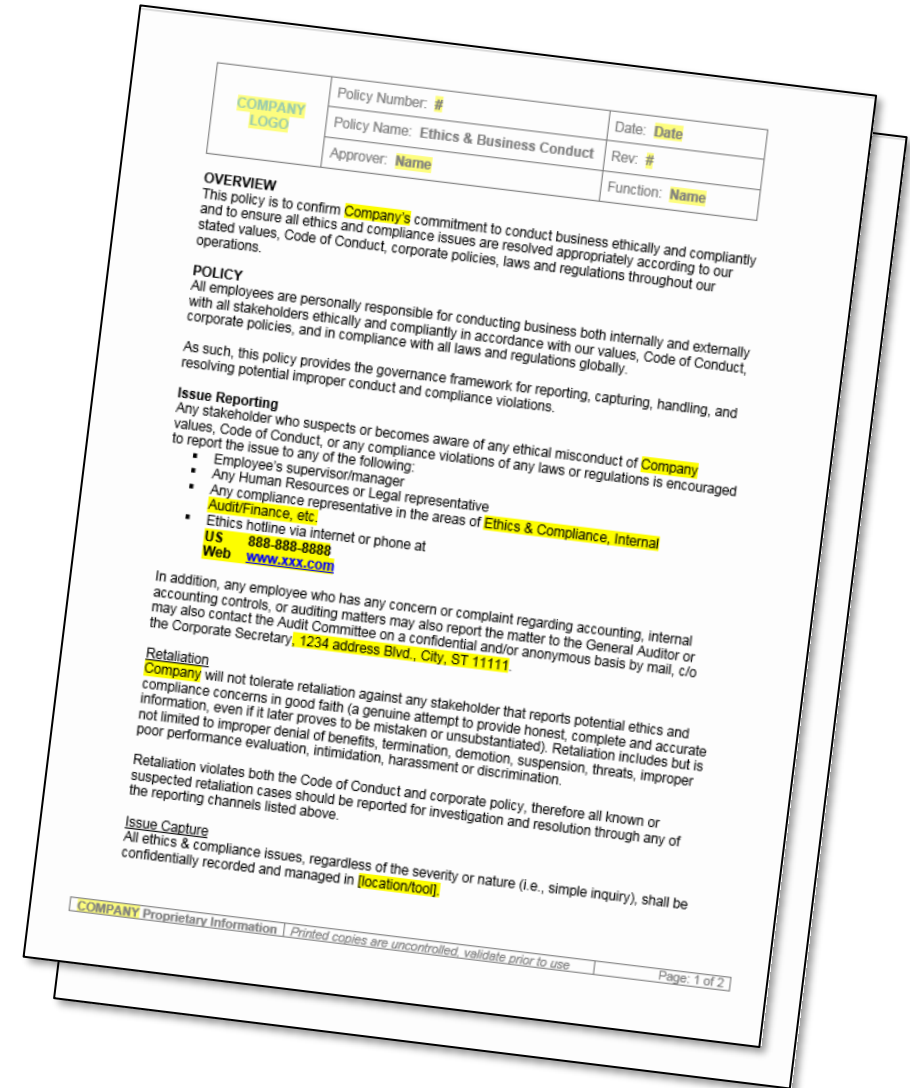 COMPANY
LOGO
Policy Number: #
Policy Name: Ethics & Business Conduct
Approver: Name
Date: Date
Rev: #
Function: Name
OVERVIEW
This policy is to confirm Company's commitment to conduct business ethically and compliantly
and to ensure all ethics and compliance issues are resolved appropriately according to our
stated values, Code of Conduct, corporate policies, laws and regulations throughout our
operations.
POLICY
All employees are personally responsible for conducting business both internally and externally
with all stakeholders ethically and compliantly in accordance with our values, Code of Conduct,
corporate policies, and in compliance with all laws and regulations globally.
As such, this policy provides the governance framework for reporting, capturing, handling, and
resolving potential improper conduct and compliance violations.
Issue Reporting
Any stakeholder who suspects or becomes aware of any ethical misconduct of Company
values, Code of Conduct, or any compliance violations of any laws or regulations is encouraged
to report the issue to any of the following:
▪ Employee's supervisor/manager
▪ Any Human Resources or Legal representative
▪ Any compliance representative in the areas of Ethics & Compliance, Internal
Audit/Finance, etc.
▪ Ethics hotline via internet or phone at
US 888-888-8888
Web www.xxx.com
In addition, any employee who has any concern or complaint regarding accounting, internal
accounting controls, or auditing matters may also report the matter to the General Auditor or
may also contact the Audit Committee on a confidential and/or anonymous basis by mail, c/o
the Corporate Secretary, 1234 address Blvd., City, ST 11111.
Retaliation
Company will not tolerate retaliation against any stakeholder that reports potential ethics and
compliance concerns in good faith (a genuine attempt to provide honest, complete and accurate
information, even if it later proves to be mistaken or unsubstantiated). Retaliation includes but is
not limited to improper denial of benefits, termination, demotion, suspension, threats, improper
poor performance evaluation, intimidation, harassment or discrimination.
Retaliation violates both the Code of Conduct and corporate policy, therefore all known or
suspected retaliation cases should be reported for investigation and resolution through any of
the reporting channels listed above.
Issue Capture
All ethics & compliance issues, regardless of the severity or nature (i.e., simple inquiry), shall be
confidentially recorded and managed in [location/tool].
COMPANY Proprietary Information
Printed copies are uncontrolled, validate prior to use
Page: 1 of 2